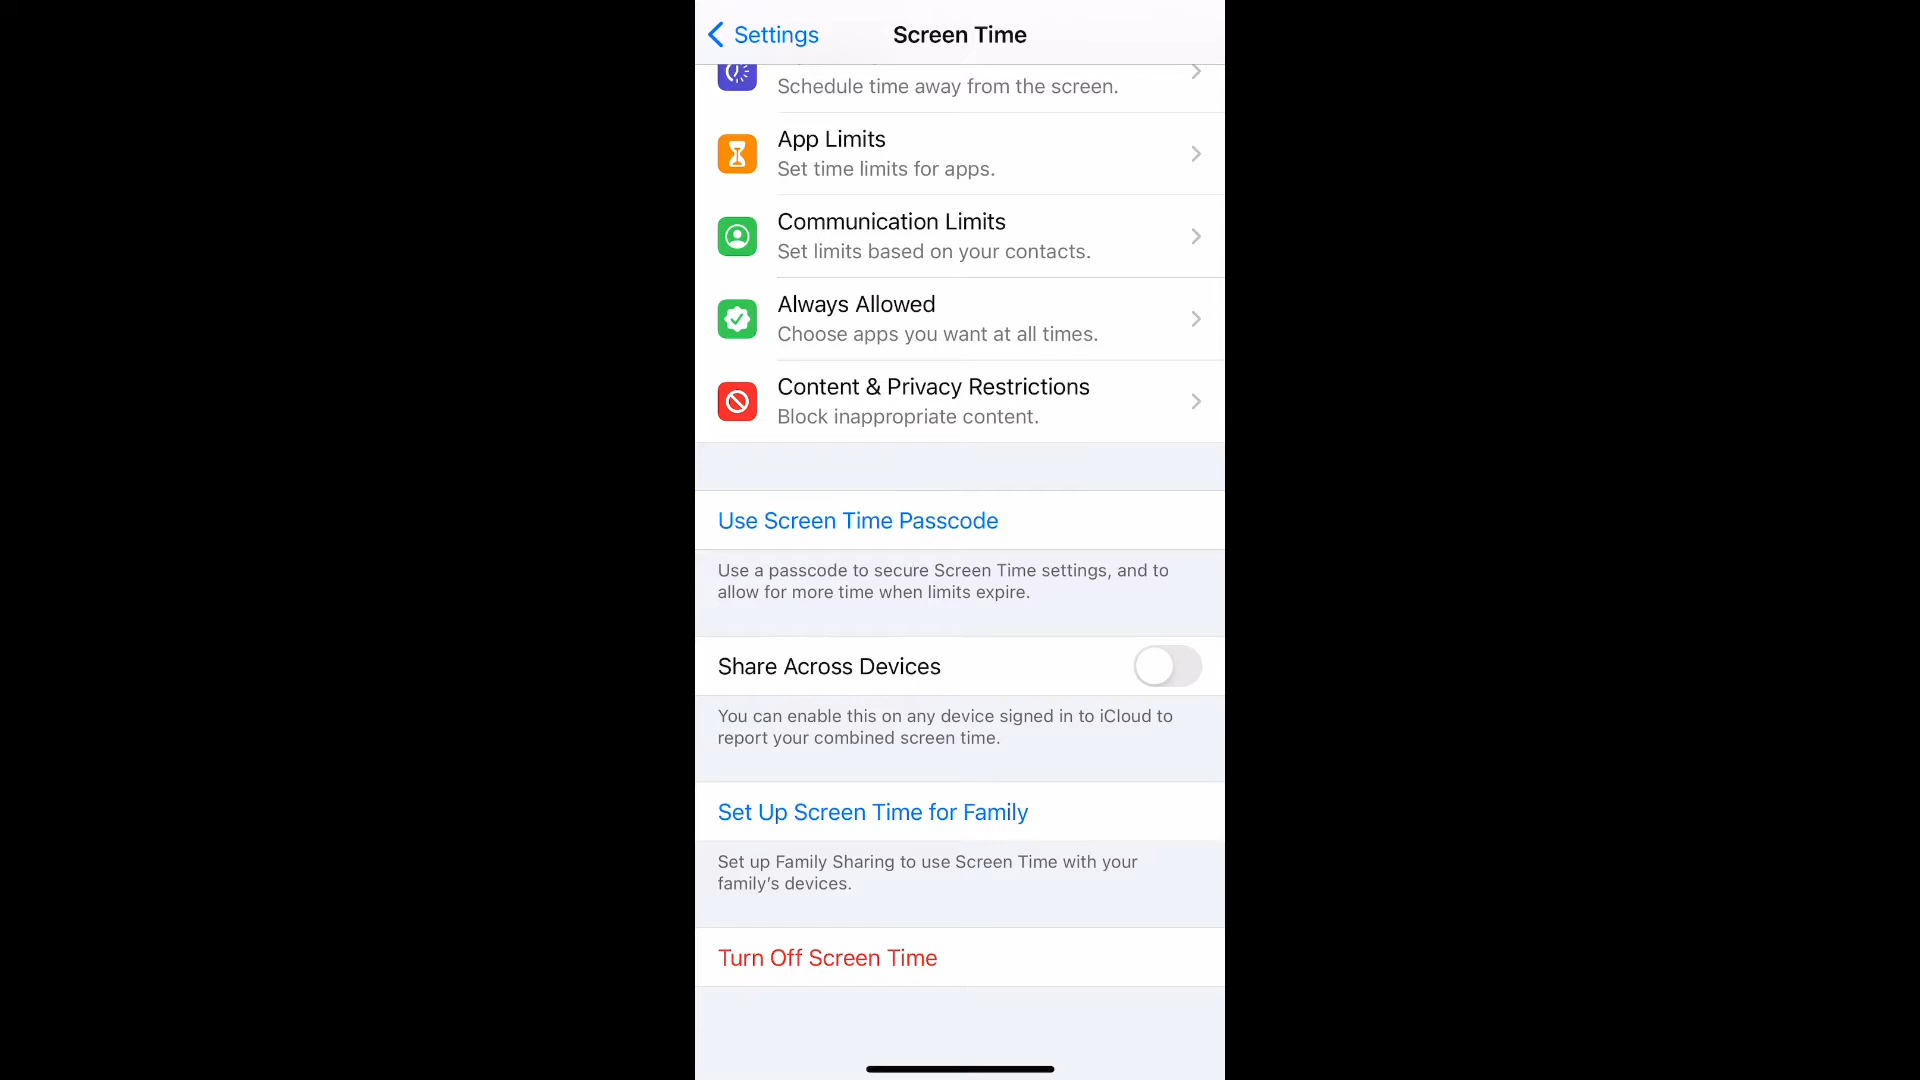 Settings
Screen Time
Schedule time away from the screen.
App Limits
Set time limits for apps.
Communication Limits
Set limits based on your contacts.
Always Allowed
Choose apps you want at all times.
Content & Privacy Restrictions
Block inappropriate content.
Use Screen Time Passcode
Use a passcode to secure Screen Time settings, and to
allow for more time when limits expire.
Share Across Devices
You can enable this on any device signed in to iCloud to
report your combined screen time.
Set Up Screen Time for Family
Set up Family Sharing to use Screen Time with your
family’s devices.
Turn Off Screen Time